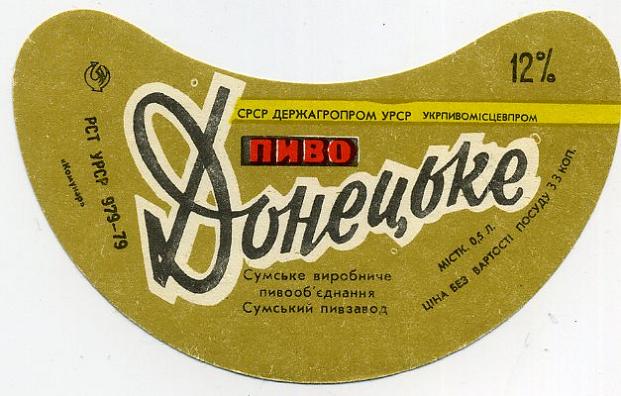 12%
СРСР ДЕРЖАГРОПРОМ УРСР УКРПИВОМІСЦЕВПРОМ
ПИВО
Донецьке
Сумське виробниче
пивооб'єднання
Сумський пивзавод
МІСТК. 0,5 Л.
ЦІНА БЕЗ ВАРТОСТІ ПОСУДУ 33 КОП.
РСТ УРСР 979-79
"Комунар"